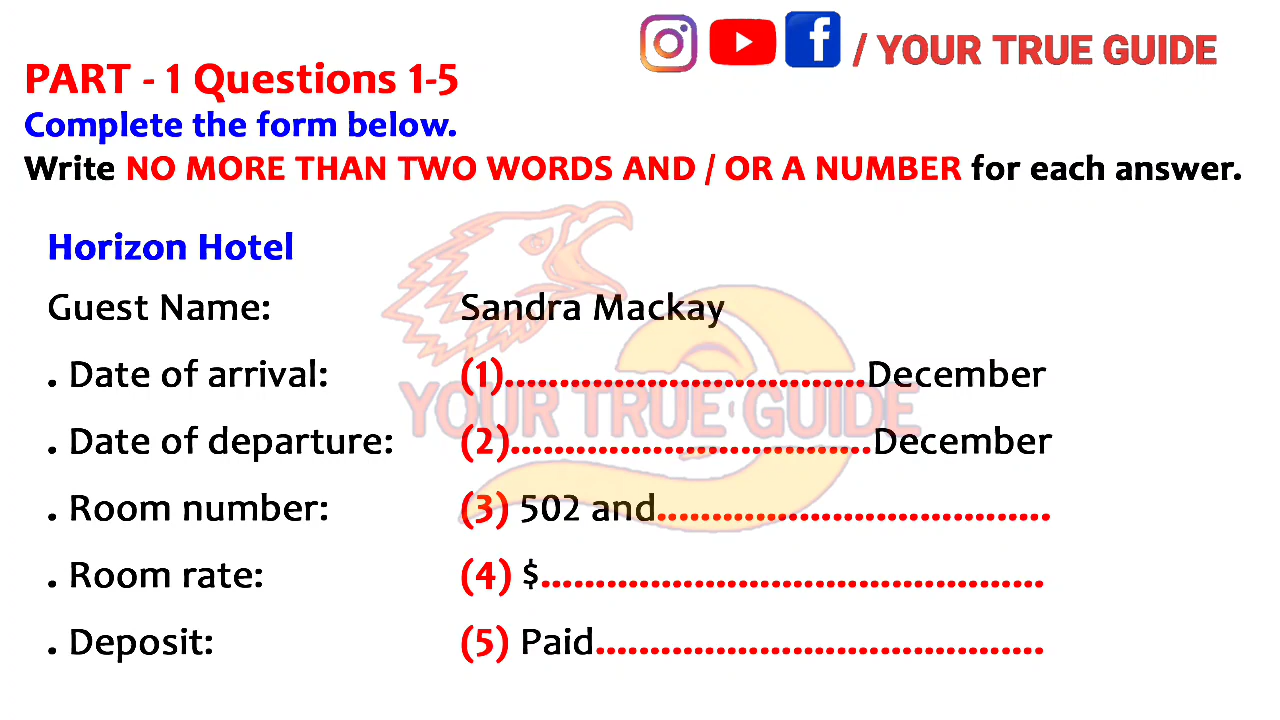 / YOUR TRUE GUIDE
PART - 1 Questions 1-5
Complete the form below.
Write NO MORE THAN TWO WORDS AND / OR A NUMBER for each answer.
Horizon Hotel
Guest Name: Sandra Mackay
. Date of arrival: (1).................................December
. Date of departure: (2).................................December
. Room number: (3) 502 and....................................
. Room rate: (4) $..............................................
. Deposit: (5) Paid.........................................
YOUR TRUE GUIDE